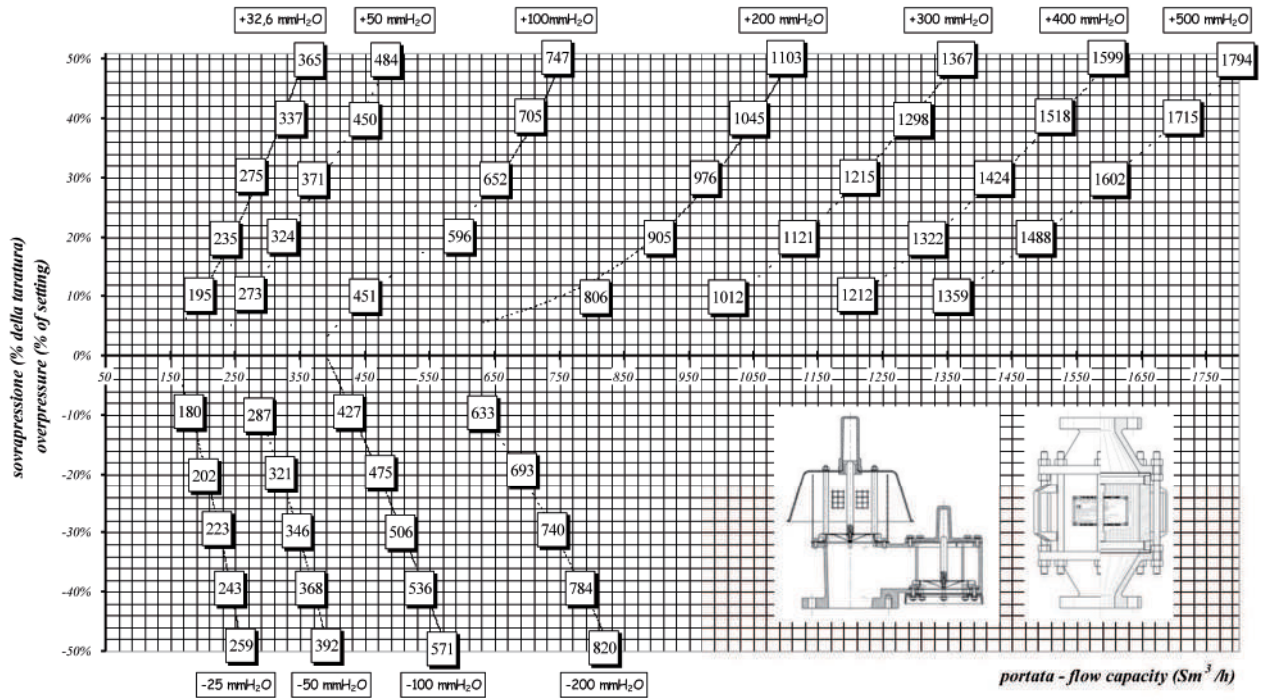 +32,6 mmH₂O +50 mmH₂O +100mmH₂O +200 mmH₂O +300 mmH₂O +400 mmH₂O +500 mmH₂O
50% 365 484 747 1103 1367 1599 1794
40% 337 450 705 1045 1298 1518 1715
30% 275 371 652 976 1215 1424 1602
20% 235 324 596 905 1121 1322 1488
10% 195 273 451 806 1012 1212 1359
0%
50 150 250 350 450 550 650 750 850 950 1050 1150 1250 1350 1450 1550 1650 1750
-10% 180 287 427 633
-20% 202 321 475 693
-30% 223 346 506 740
-40% 243 368 536 784
-50% 259 392 571 820
-25 mmH₂O -50 mmH₂O -100 mmH₂O -200 mmH₂O
sovrapressione (% della taratura)
overpressure (% of setting)
portata - flow capacity (Sm³/h)